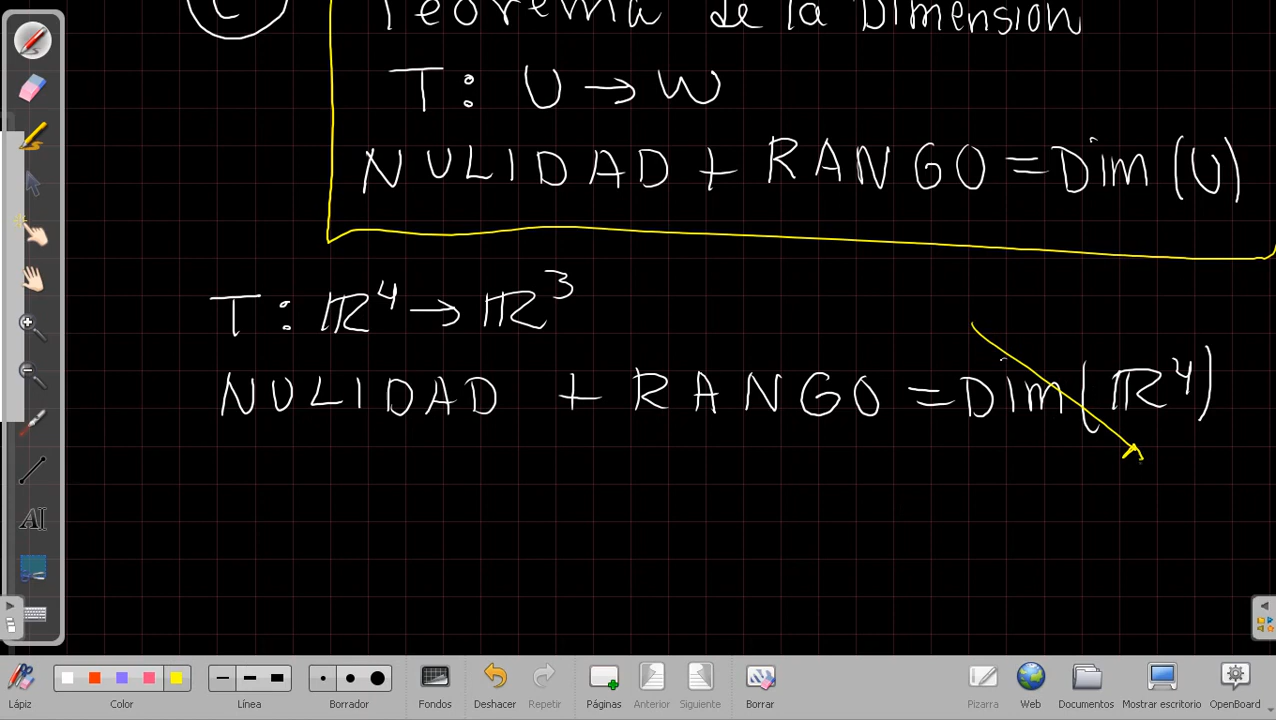 C Teorema de la Dimension
T: U → W
NULIDAD + RANGO = Dim (U)
T: ℝ⁴ → ℝ³
NULIDAD + RANGO = Dim (ℝ⁴)
Lápiz Color Línea Borrador Fondos Deshacer Repetir Páginas Anterior Siguiente Borrar Pizarra Web Documentos Mostrar escritorio OpenBoard